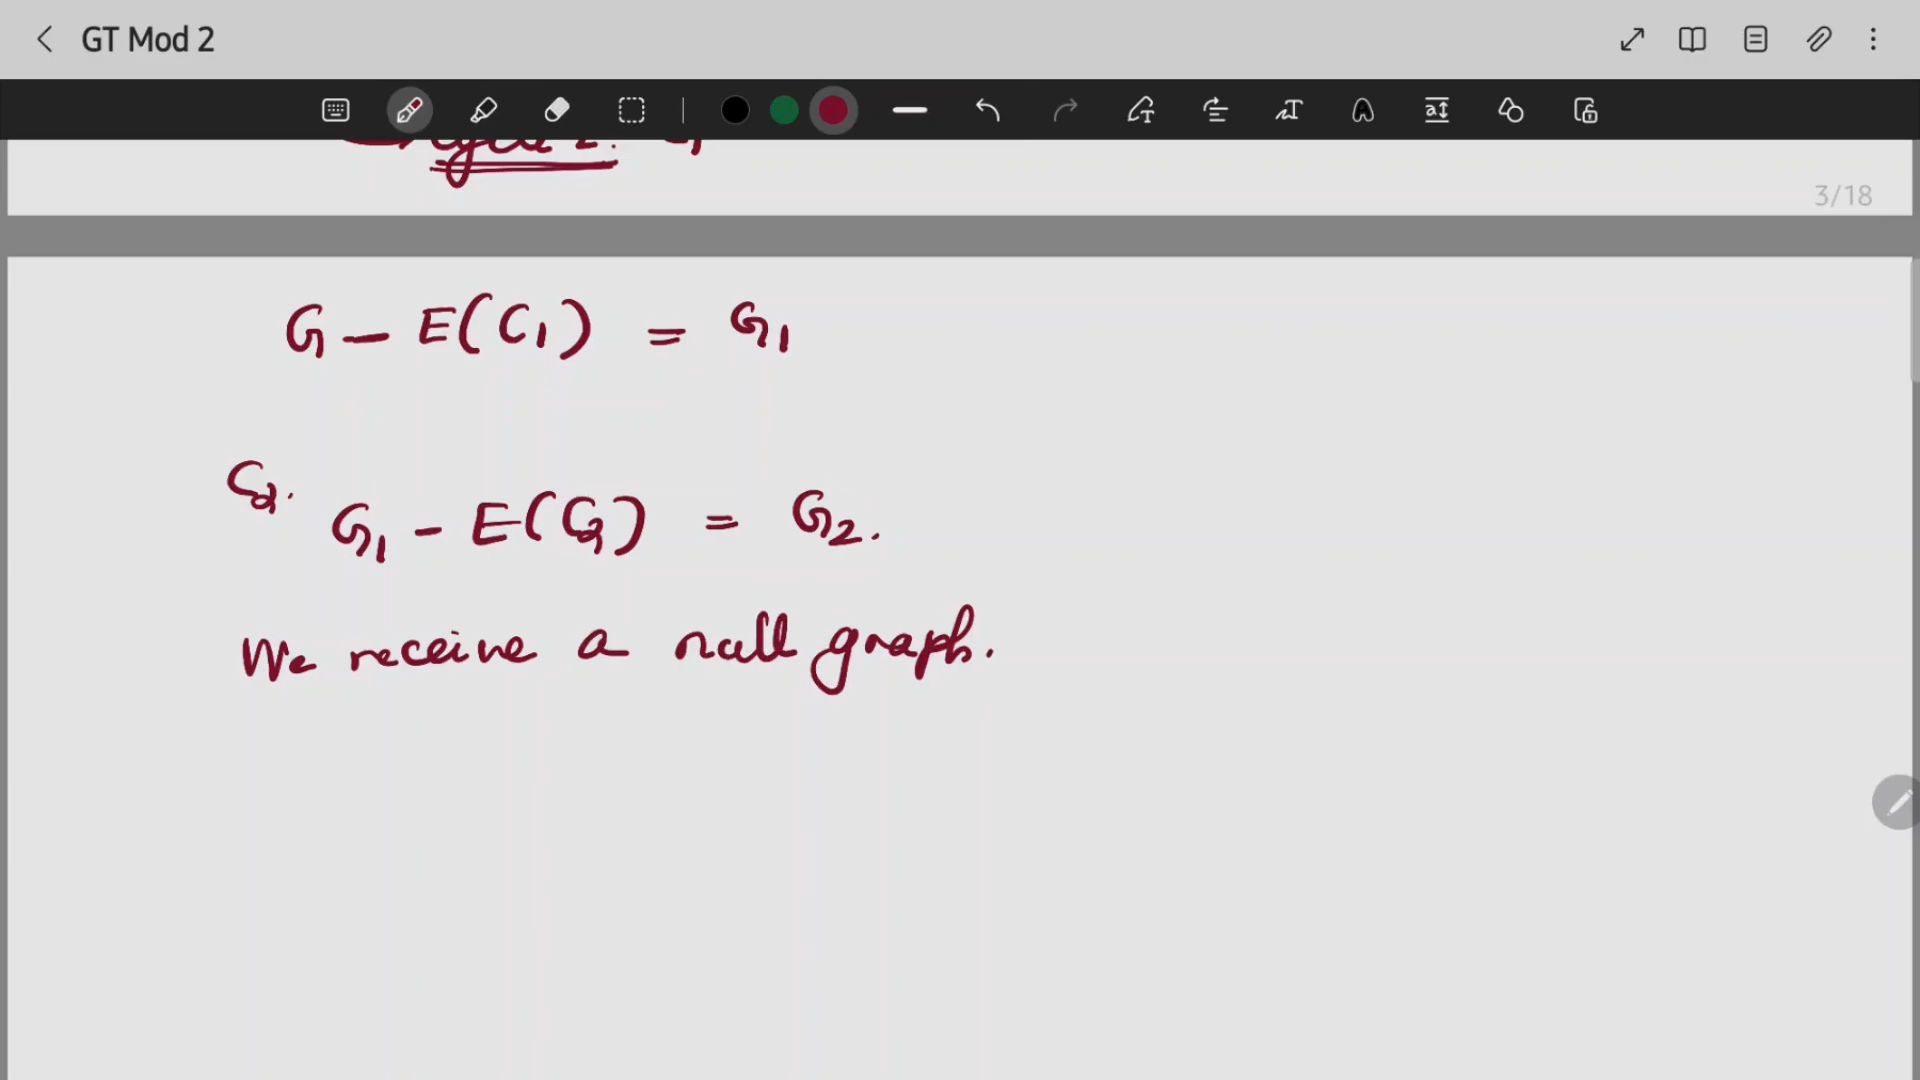 GT Mod 2
3/18
G - E(C1) = G1
C2.
G1 - E(C2) = G2.
We receive a null graph.